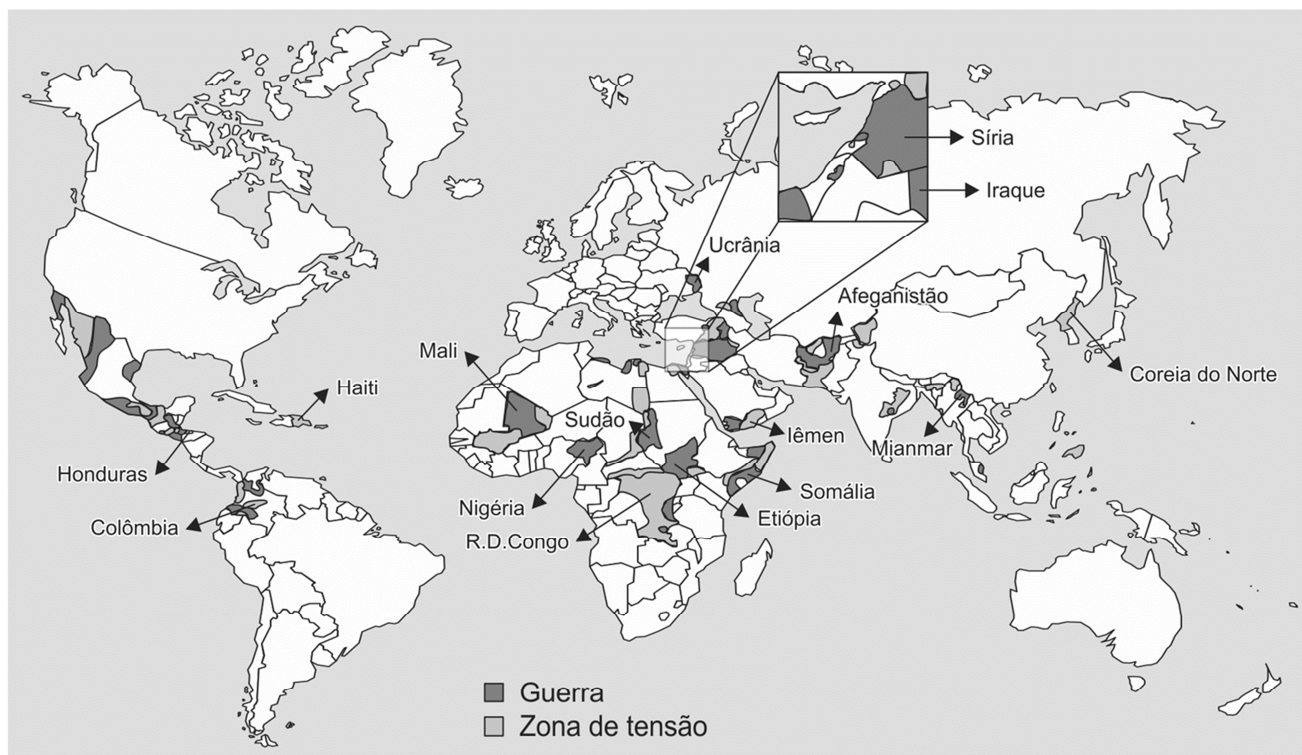 Síria
Iraque
Ucrânia
Afeganistão
Mali
Haiti
Coreia do Norte
Sudão
Iêmen
Mianmar
Honduras
Somália
Nigéria
Etiópia
Colômbia
R.D.Congo
Guerra
Zona de tensão